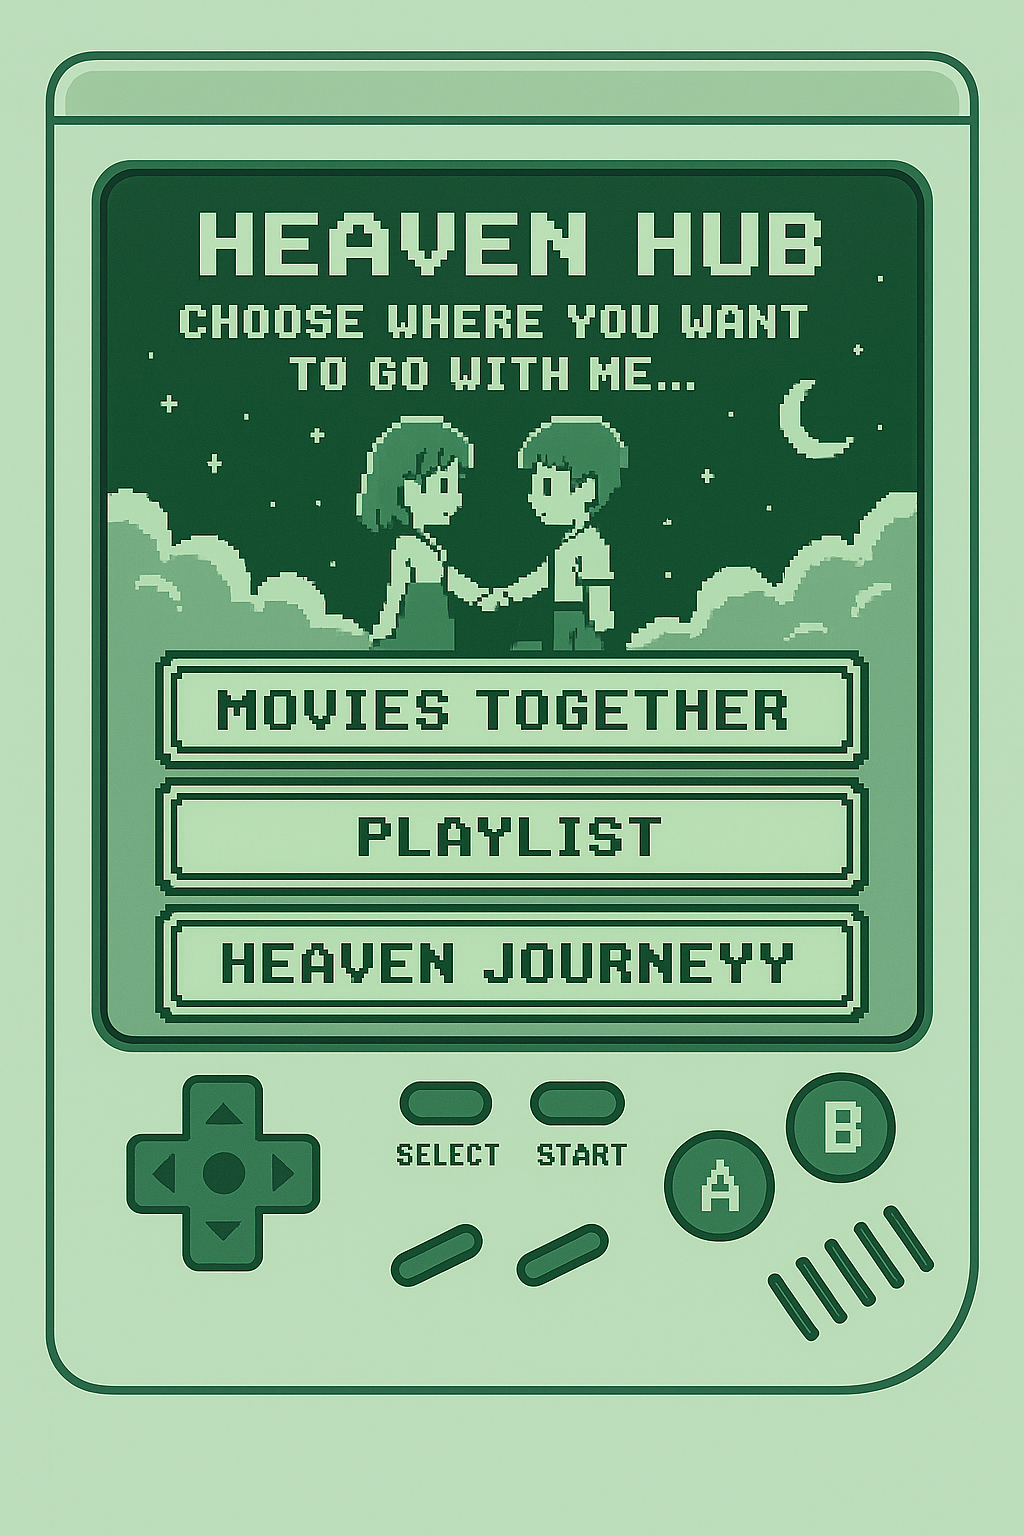 HEAVEN HUB
CHOOSE WHERE YOU WANT
TO GO WITH ME...
MOVIES TOGETHER
PLAYLIST
HEAVEN JOURNEYY
SELECT START
B
A